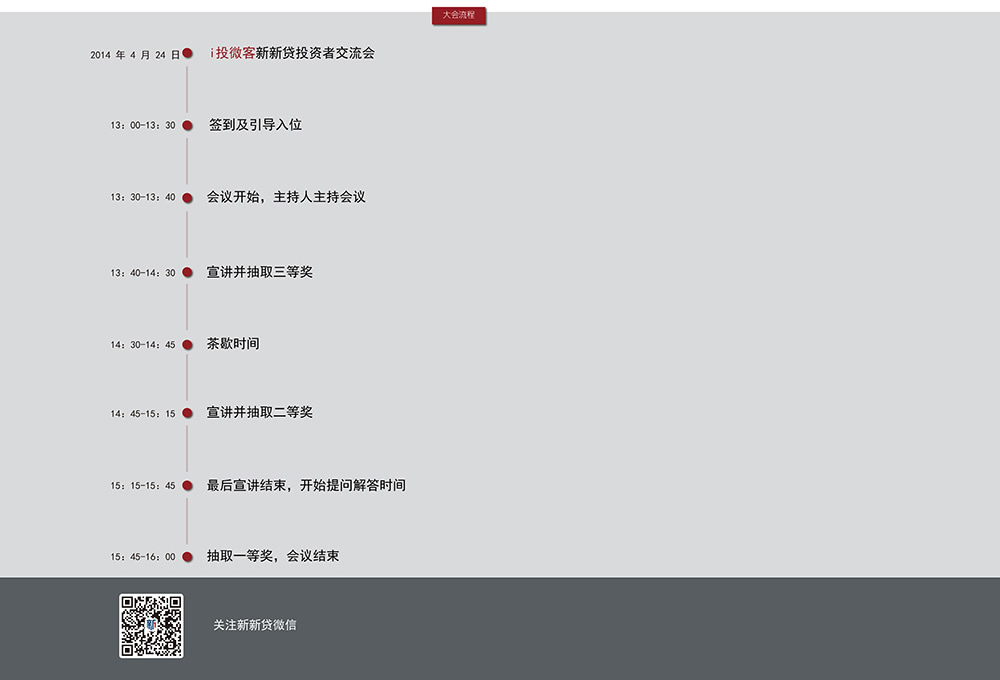 大会流程
2014 年 4 月 24 日 i投微客新新贷投资者交流会
13：00-13：30 签到及引导入位
13：30-13：40 会议开始，主持人主持会议
13：40-14：30 宣讲并抽取三等奖
14：30-14：45 茶歇时间
14：45-15：15 宣讲并抽取二等奖
15：15-15：45 最后宣讲结束，开始提问解答时间
15：45-16：00 抽取一等奖，会议结束
关注新新贷微信